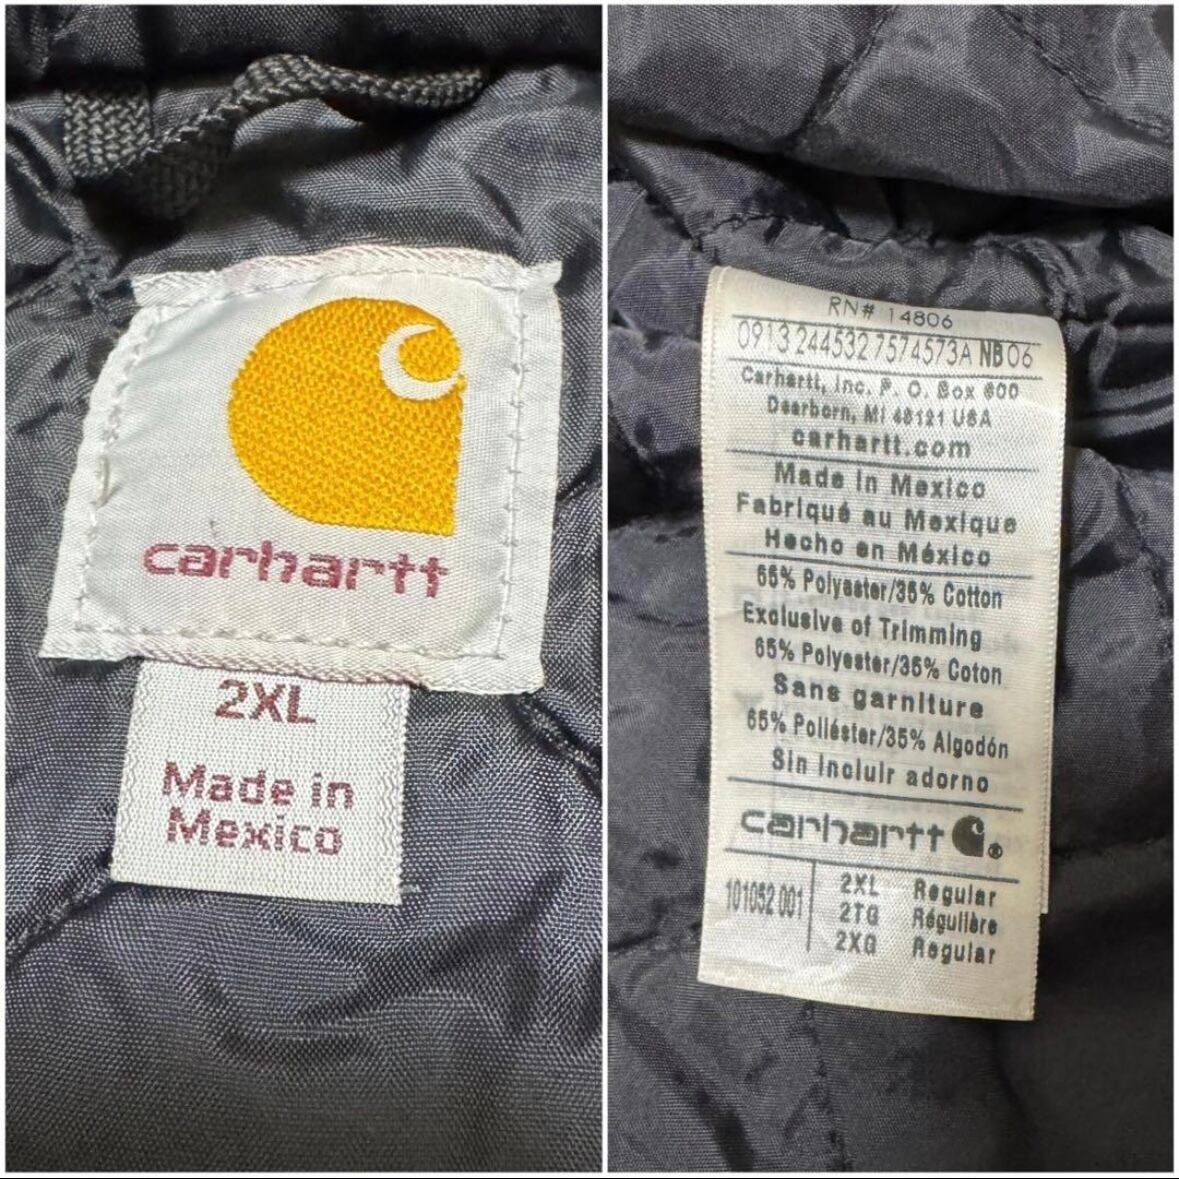 carhartt
2XL
Made in
Mexico
RN# 14806
0913 244532 7574573A NB 06
Carhartt, Inc. P. O. Box 600
Dearborn, MI 48121 USA
carhartt.com
Made in Mexico
Fabriqué au Mexique
Hecho en México
65% Polyester/35% Cotton
Exclusive of Trimming
65% Polyester/35% Coton
Sans garniture
65% Poliéster/35% Algodón
Sin incluir adorno
carhartt ®
101052 001
2XL Regular
2TG Régulière
2XG Regular